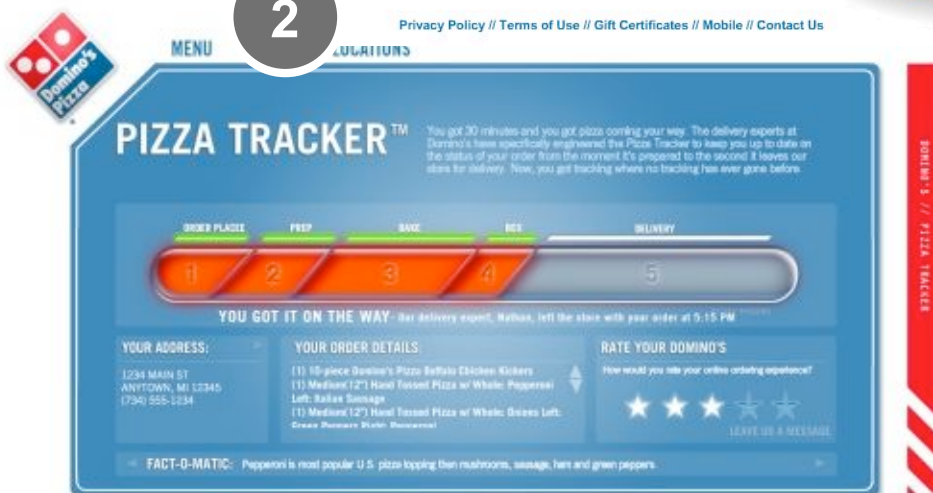 2
Privacy Policy // Terms of Use // Gift Certificates // Mobile // Contact Us
MENU
LOCATIONS
Domino's
Pizza
PIZZA TRACKER™
You got 30 minutes and you got pizza coming your way. The delivery experts at
Domino's have specifically engineered the Pizza Tracker to keep you up to date on
the status of your order from the moment it's prepared to the second it leaves our
store for delivery. Now, you got tracking where no tracking has ever gone before.
ORDER PLACED PREP BAKE BOX DELIVERY
1 2 3 4 5
YOU GOT IT ON THE WAY- Our delivery expert, Nathan, left the store with your order at 5:15 PM
YOUR ADDRESS:
1234 MAIN ST
ANYTOWN, MI 12345
(734) 555-1234
YOUR ORDER DETAILS:
(1) 10-piece Domino's Pizza Buffalo Chicken Kickers
(1) Medium(12") Hand Tossed Pizza w/ Whole: Pepperoni
Left: Italian Sausage
(1) Medium(12") Hand Tossed Pizza w/ Whole: Onions Left:
Green Peppers Right: Pepperoni
RATE YOUR DOMINO'S
How would you rate your online ordering experience?
LEAVE US A MESSAGE
FACT-O-MATIC: Pepperoni is most popular U.S. pizza-topping then mushrooms, sausage, ham and green peppers.
DOMINO'S // PIZZA TRACKER